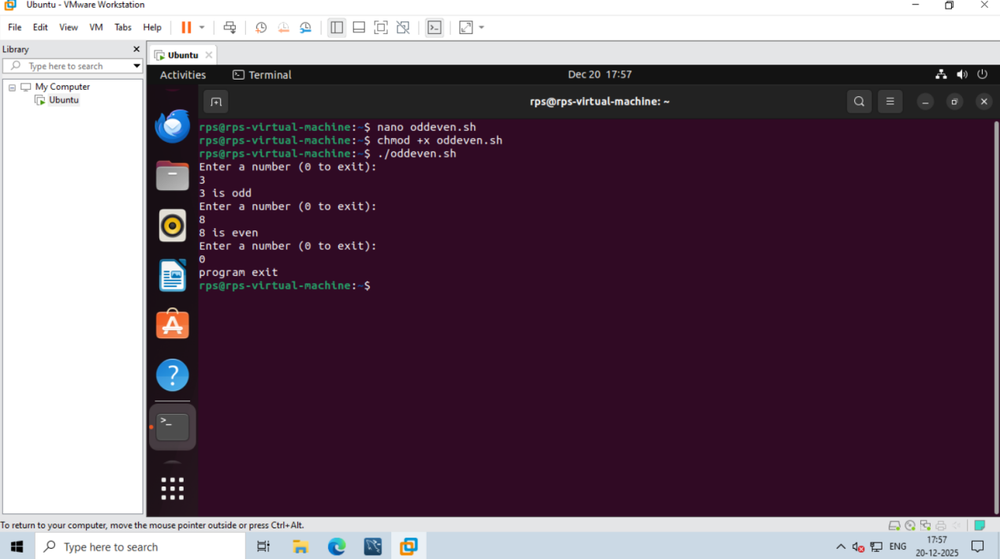 Ubuntu - VMware Workstation
File Edit View VM Tabs Help
Library
Type here to search
My Computer
Ubuntu
Ubuntu
Activities Terminal Dec 20 17:57
rps@rps-virtual-machine: ~
rps@rps-virtual-machine:~$ nano oddeven.sh
rps@rps-virtual-machine:~$ chmod +x oddeven.sh
rps@rps-virtual-machine:~$ ./oddeven.sh
Enter a number (0 to exit):
3
3 is odd
Enter a number (0 to exit):
8
8 is even
Enter a number (0 to exit):
0
program exit
rps@rps-virtual-machine:~$
To return to your computer, move the mouse pointer outside or press Ctrl+Alt.
Type here to search
ENG
17:57
20-12-2025